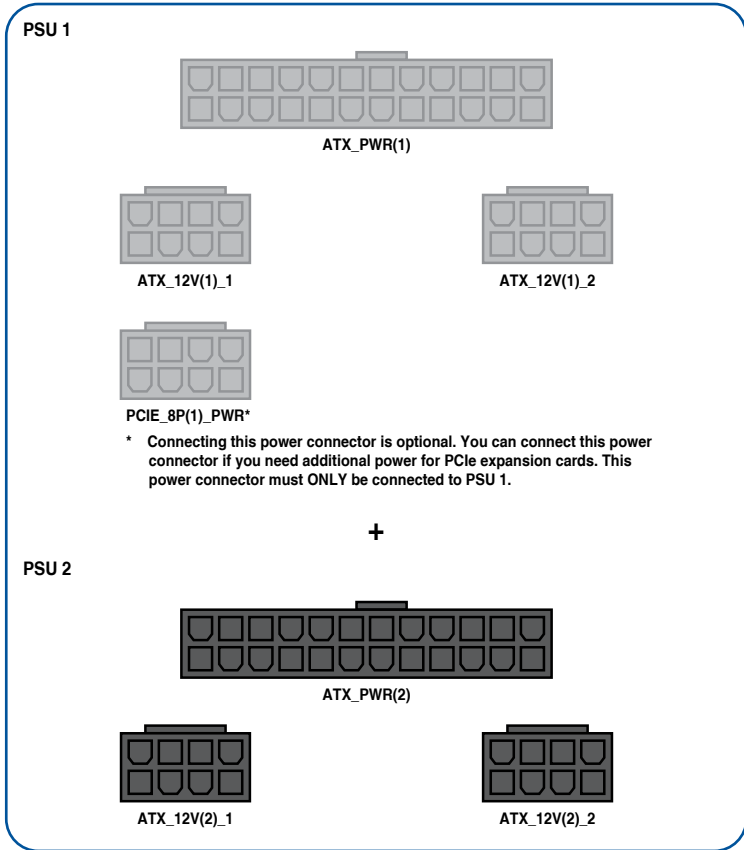 PSU 1
ATX_PWR(1)
ATX_12V(1)_1
ATX_12V(1)_2
PCIE_8P(1)_PWR*
* Connecting this power connector is optional. You can connect this power
connector if you need additional power for PCIe expansion cards. This
power connector must ONLY be connected to PSU 1.
+
PSU 2
ATX_PWR(2)
ATX_12V(2)_1
ATX_12V(2)_2